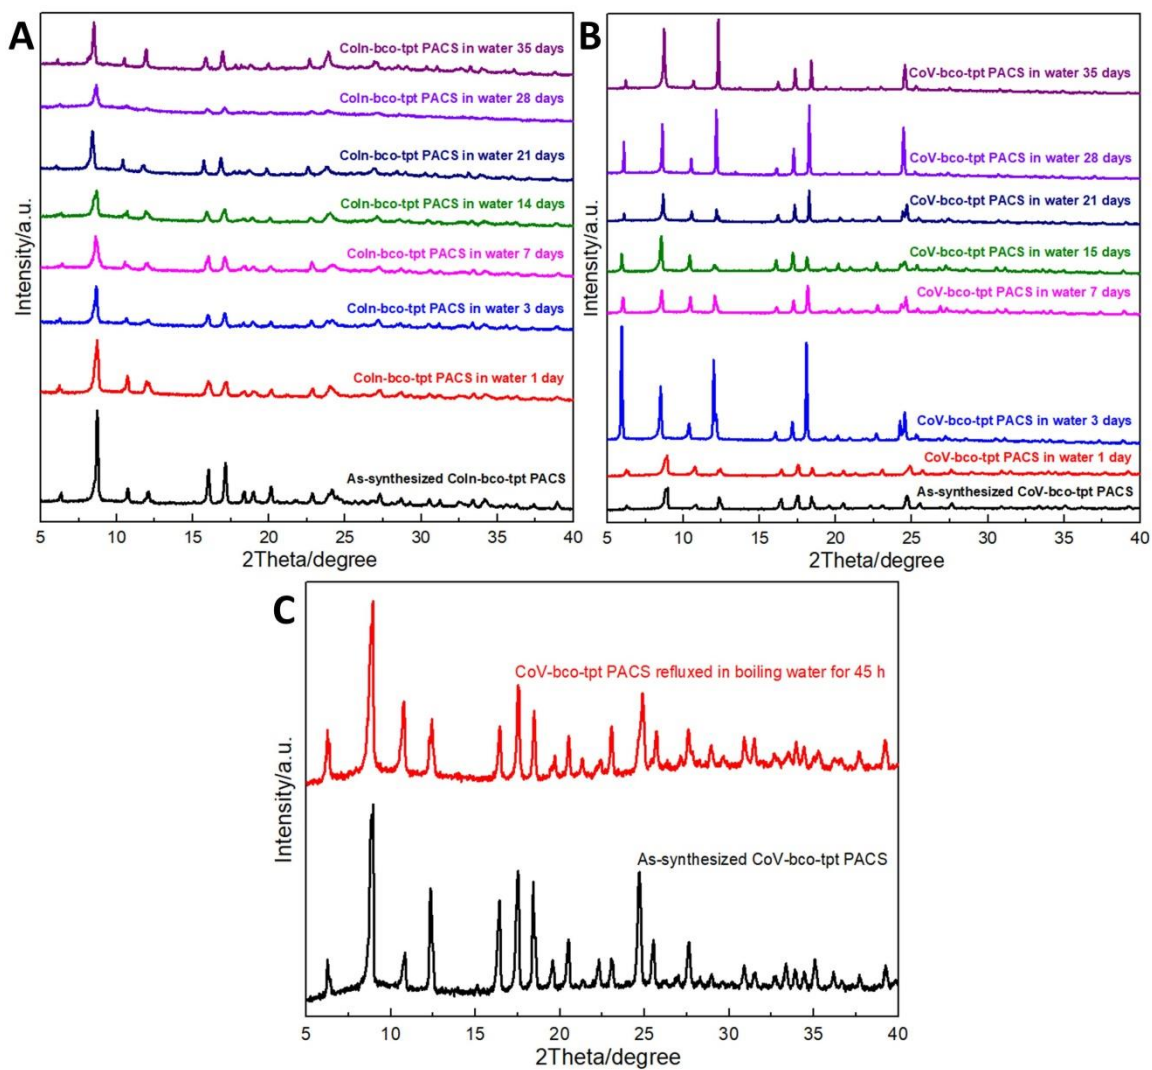 A
CoIn-bco-tpt PACS in water 35 days
CoIn-bco-tpt PACS in water 28 days
CoIn-bco-tpt PACS in water 21 days
CoIn-bco-tpt PACS in water 14 days
CoIn-bco-tpt PACS in water 7 days
CoIn-bco-tpt PACS in water 3 days
CoIn-bco-tpt PACS in water 1 day
As-synthesized CoIn-bco-tpt PACS
Intensity/a.u.
5 10 15 20 25 30 35 40
2Theta/degree
B
CoV-bco-tpt PACS in water 35 days
CoV-bco-tpt PACS in water 28 days
CoV-bco-tpt PACS in water 21 days
CoV-bco-tpt PACS in water 15 days
CoV-bco-tpt PACS in water 7 days
CoV-bco-tpt PACS in water 3 days
CoV-bco-tpt PACS in water 1 day
As-synthesized CoV-bco-tpt PACS
Intensity/a.u.
5 10 15 20 25 30 35 40
2Theta/degree
C
CoV-bco-tpt PACS refluxed in boiling water for 45 h
As-synthesized CoV-bco-tpt PACS
Intensity/a.u.
5 10 15 20 25 30 35 40
2Theta/degree